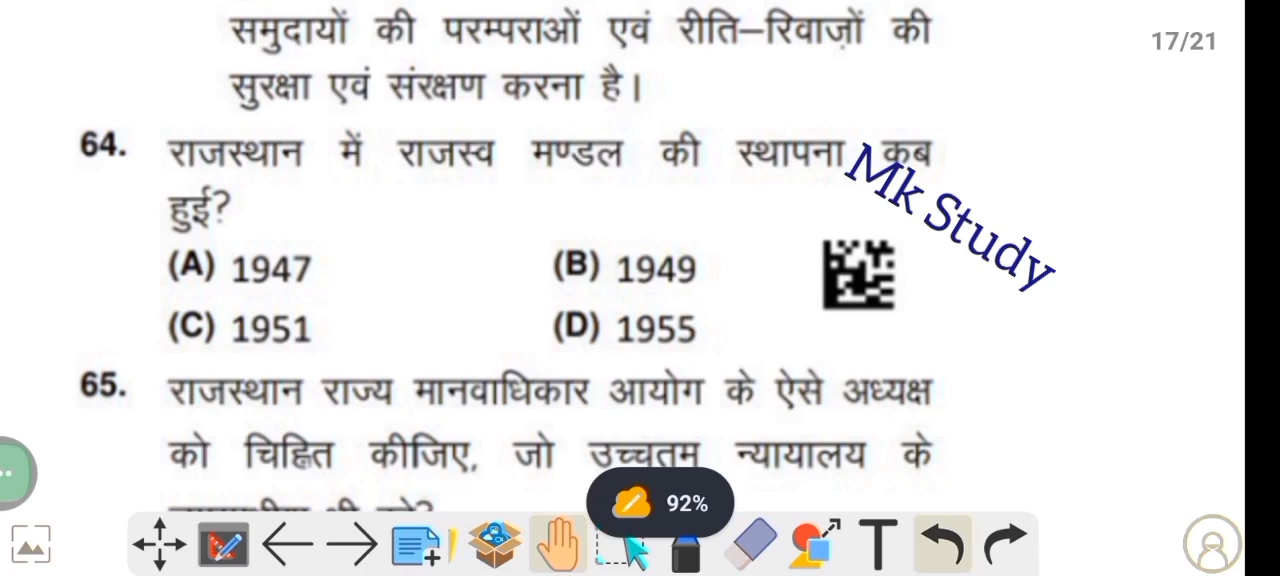 समुदायों की परम्पराओं एवं रीति–रिवाज़ों की
17/21
सुरक्षा एवं संरक्षण करना है।
64. राजस्थान में राजस्व मण्डल की स्थापना कब
हुई?
Mk Study
(A) 1947 (B) 1949
(C) 1951 (D) 1955
65. राजस्थान राज्य मानवाधिकार आयोग के ऐसे अध्यक्ष
को चिह्नित कीजिए, जो उच्चतम न्यायालय के
92%
T